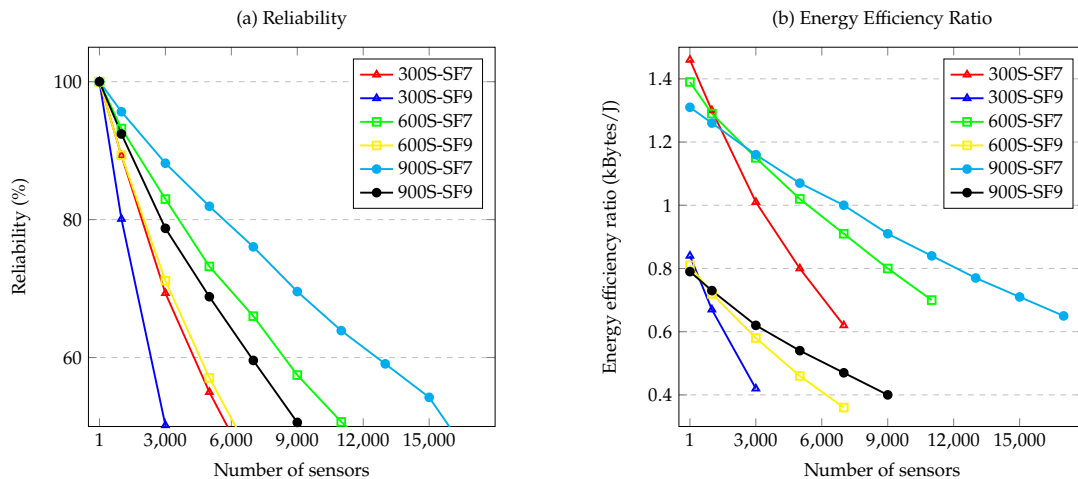 (a) Reliability
Reliability (%)
100
80
60
1
3,000
6,000
9,000
12,000
15,000
Number of sensors
300S-SF7
300S-SF9
600S-SF7
600S-SF9
900S-SF7
900S-SF9
(b) Energy Efficiency Ratio
Energy efficiency ratio (kBytes/J)
1.4
1.2
1
0.8
0.6
0.4
1
3,000
6,000
9,000
12,000
15,000
Number of sensors
300S-SF7
300S-SF9
600S-SF7
600S-SF9
900S-SF7
900S-SF9